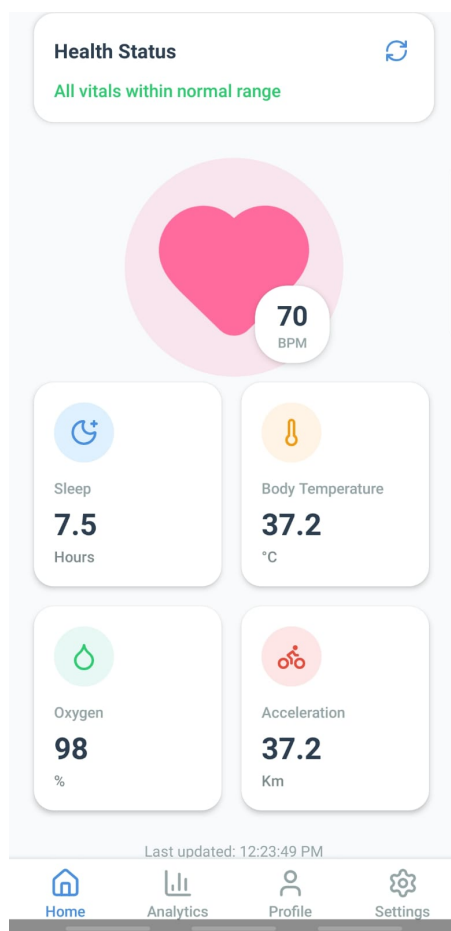 Health Status
All vitals within normal range
70
BPM
Sleep
7.5
Hours
Body Temperature
37.2
°C
Oxygen
98
%
Acceleration
37.2
Km
Last updated: 12:23:49 PM
Home
Analytics
Profile
Settings